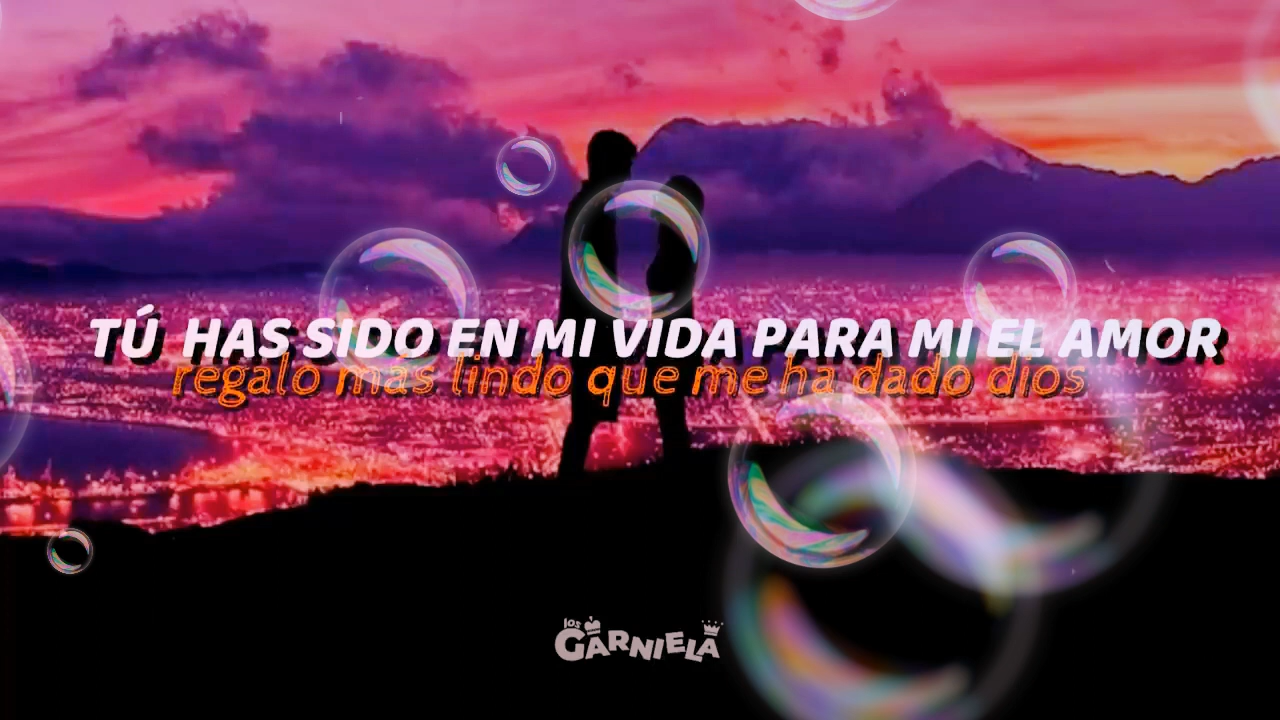 TÚ HAS SIDO EN MI VIDA PARA MI EL AMOR
regalo más lindo que me ha dado dios
los GARNIELA